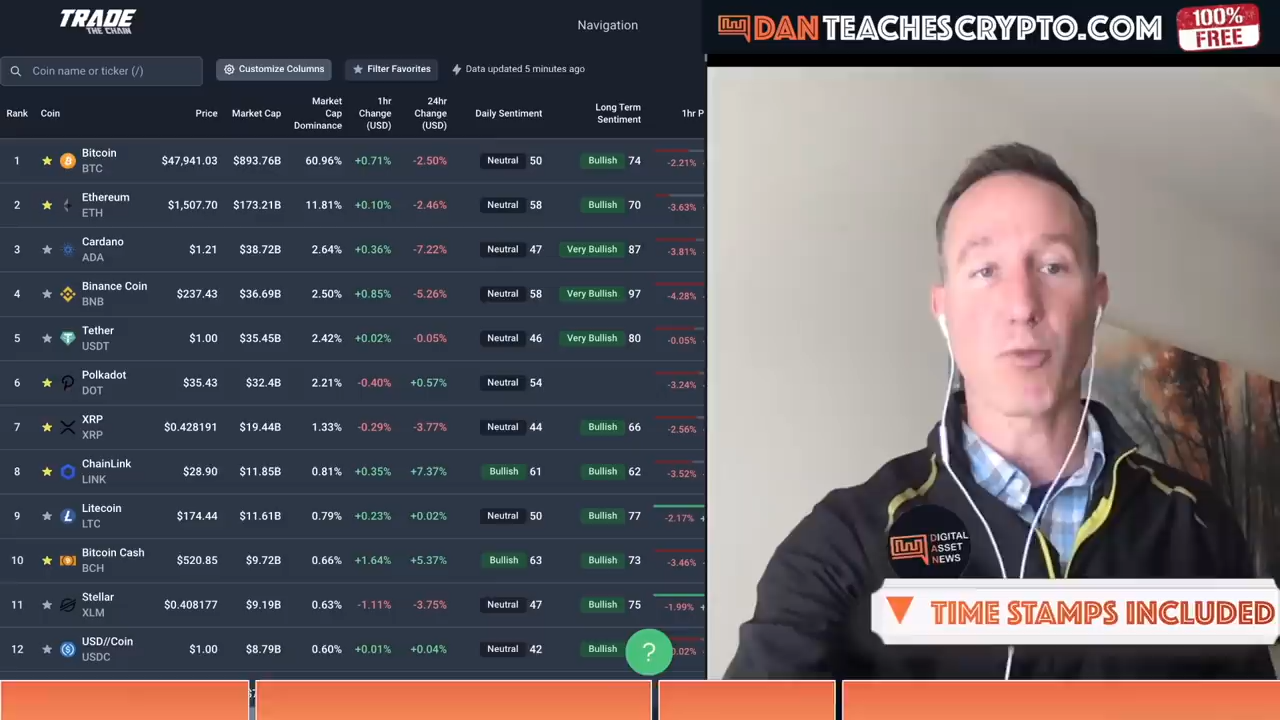 TRADE
THE CHAIN
Navigation
DANTEACHESCRYPTO.COM
100%
FREE
Coin name or ticker (/)
Customize Columns
Filter Favorites
Data updated 5 minutes ago
Rank Coin Price Market Cap Market Cap Dominance 1hr Change (USD) 24hr Change (USD) Daily Sentiment Long Term Sentiment 1hr P
1 Bitcoin BTC $47,941.03 $893.76B 60.96% +0.71% -2.50% Neutral 50 Bullish 74 -2.21%
2 Ethereum ETH $1,507.70 $173.21B 11.81% +0.10% -2.46% Neutral 58 Bullish 70 -3.63%
3 Cardano ADA $1.21 $38.72B 2.64% +0.36% -7.22% Neutral 47 Very Bullish 87 -3.81%
4 Binance Coin BNB $237.43 $36.69B 2.50% +0.85% -5.26% Neutral 58 Very Bullish 97 -4.28%
5 Tether USDT $1.00 $35.45B 2.42% +0.02% -0.05% Neutral 46 Very Bullish 80 -0.05%
6 Polkadot DOT $35.43 $32.4B 2.21% -0.40% +0.57% Neutral 54 -3.24%
7 XRP XRP $0.428191 $19.44B 1.33% -0.29% -3.77% Neutral 44 Bullish 66 -2.56%
8 ChainLink LINK $28.90 $11.85B 0.81% +0.35% +7.37% Bullish 61 Bullish 62 -3.52%
9 Litecoin LTC $174.44 $11.61B 0.79% +0.23% +0.02% Neutral 50 Bullish 77 -2.17%
10 Bitcoin Cash BCH $520.85 $9.72B 0.66% +1.64% +5.37% Bullish 63 Bullish 73 -3.46%
11 Stellar XLM $0.408177 $9.19B 0.63% -1.11% -3.75% Neutral 47 Bullish 75 -1.99%
12 USD//Coin USDC $1.00 $8.79B 0.60% +0.01% +0.04% Neutral 42 Bullish 0.02%
?
DIGITAL
ASSET
NEWS
TIME STAMPS INCLUDED